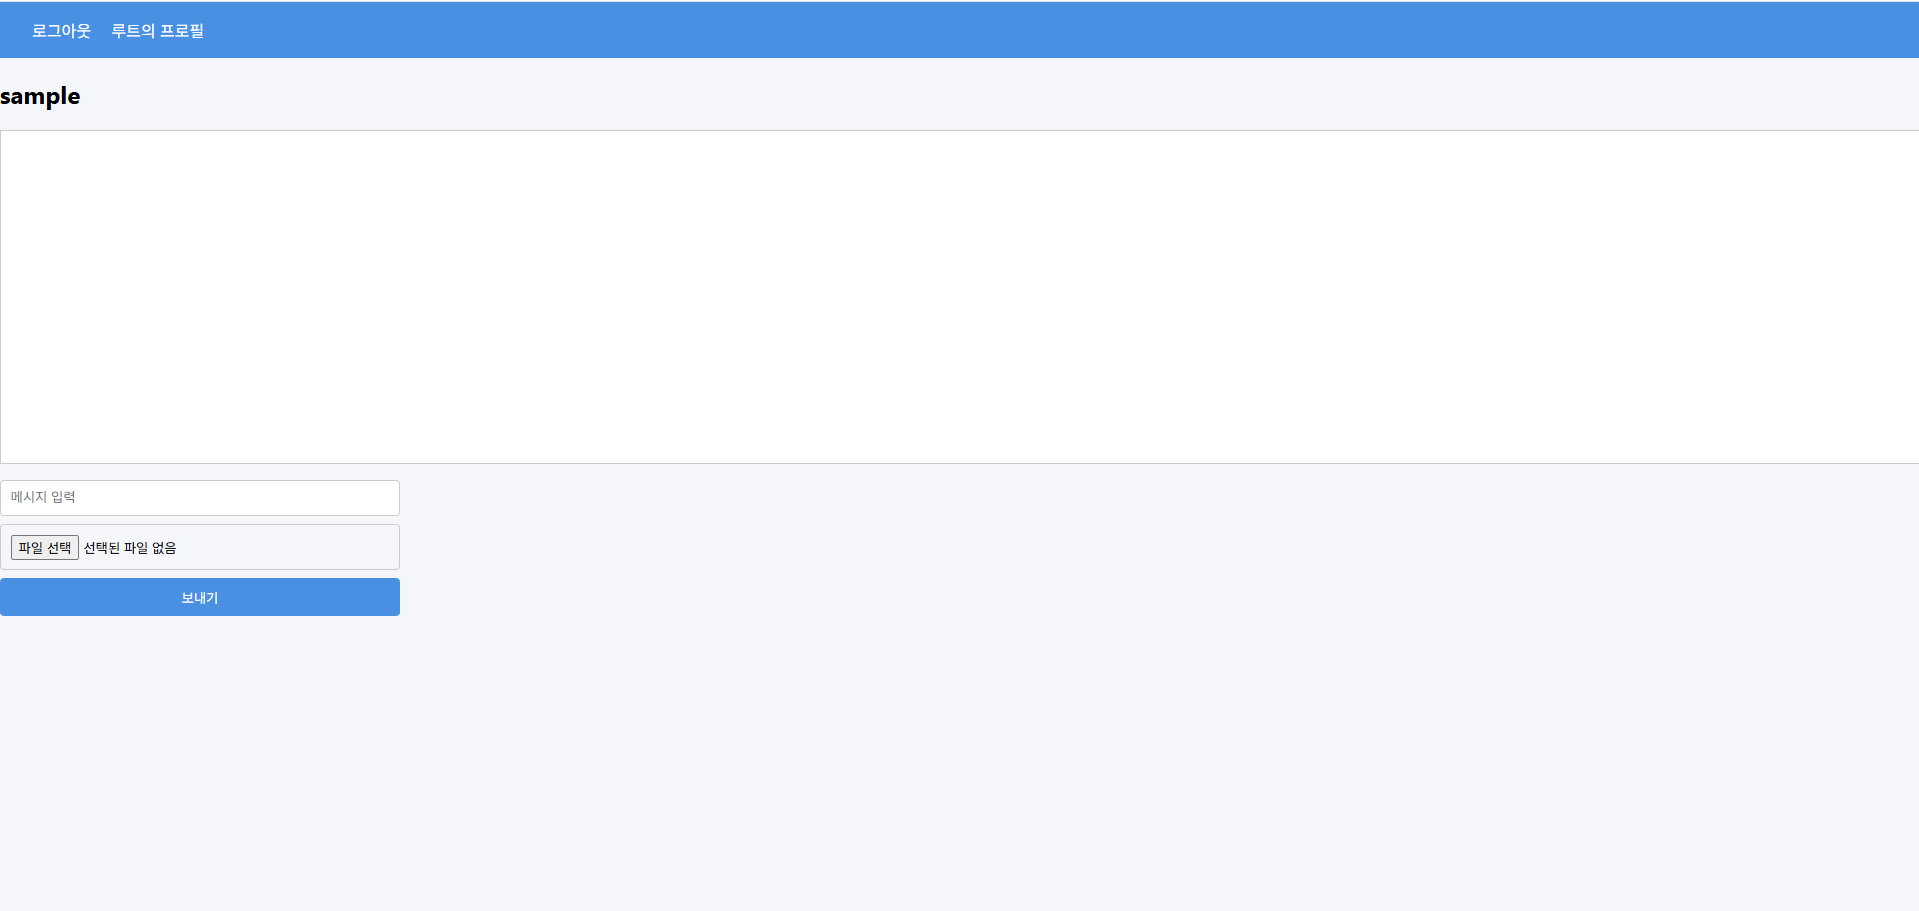 로그아웃 루트의 프로필
sample
메시지 입력
파일 선택 선택된 파일 없음
보내기